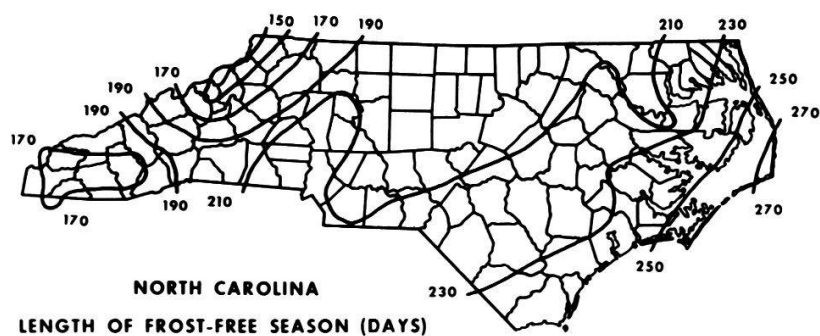 150 170 190 210 230
190 170 250
190 270
170
170 190 210 270
250
230
NORTH CAROLINA
LENGTH OF FROST-FREE SEASON (DAYS)